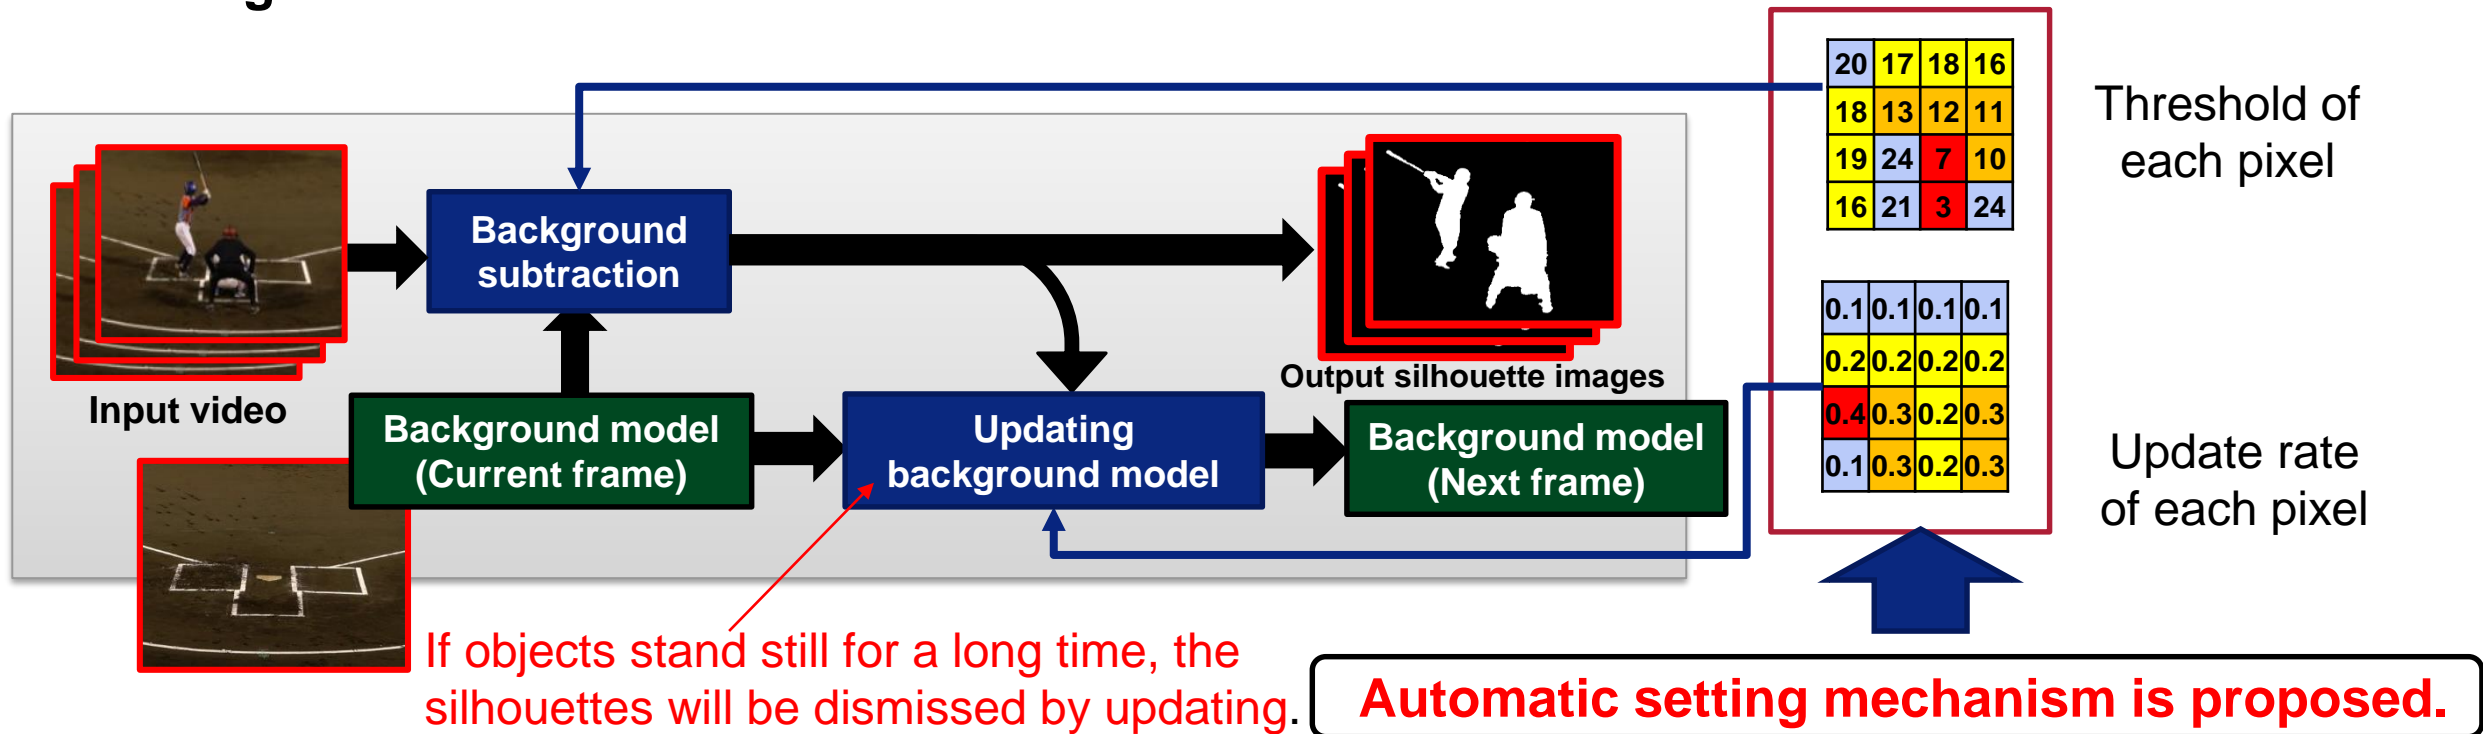 20 17 18 16
18 13 12 11
19 24 7 10
16 21 3 24
Threshold of
each pixel
Background
subtraction
Input video
Output silhouette images
Background model
(Current frame)
Updating
background model
Background model
(Next frame)
0.1 0.1 0.1 0.1
0.2 0.2 0.2 0.2
0.4 0.3 0.2 0.3
0.1 0.3 0.2 0.3
Update rate
of each pixel
If objects stand still for a long time, the
silhouettes will be dismissed by updating.
Automatic setting mechanism is proposed.